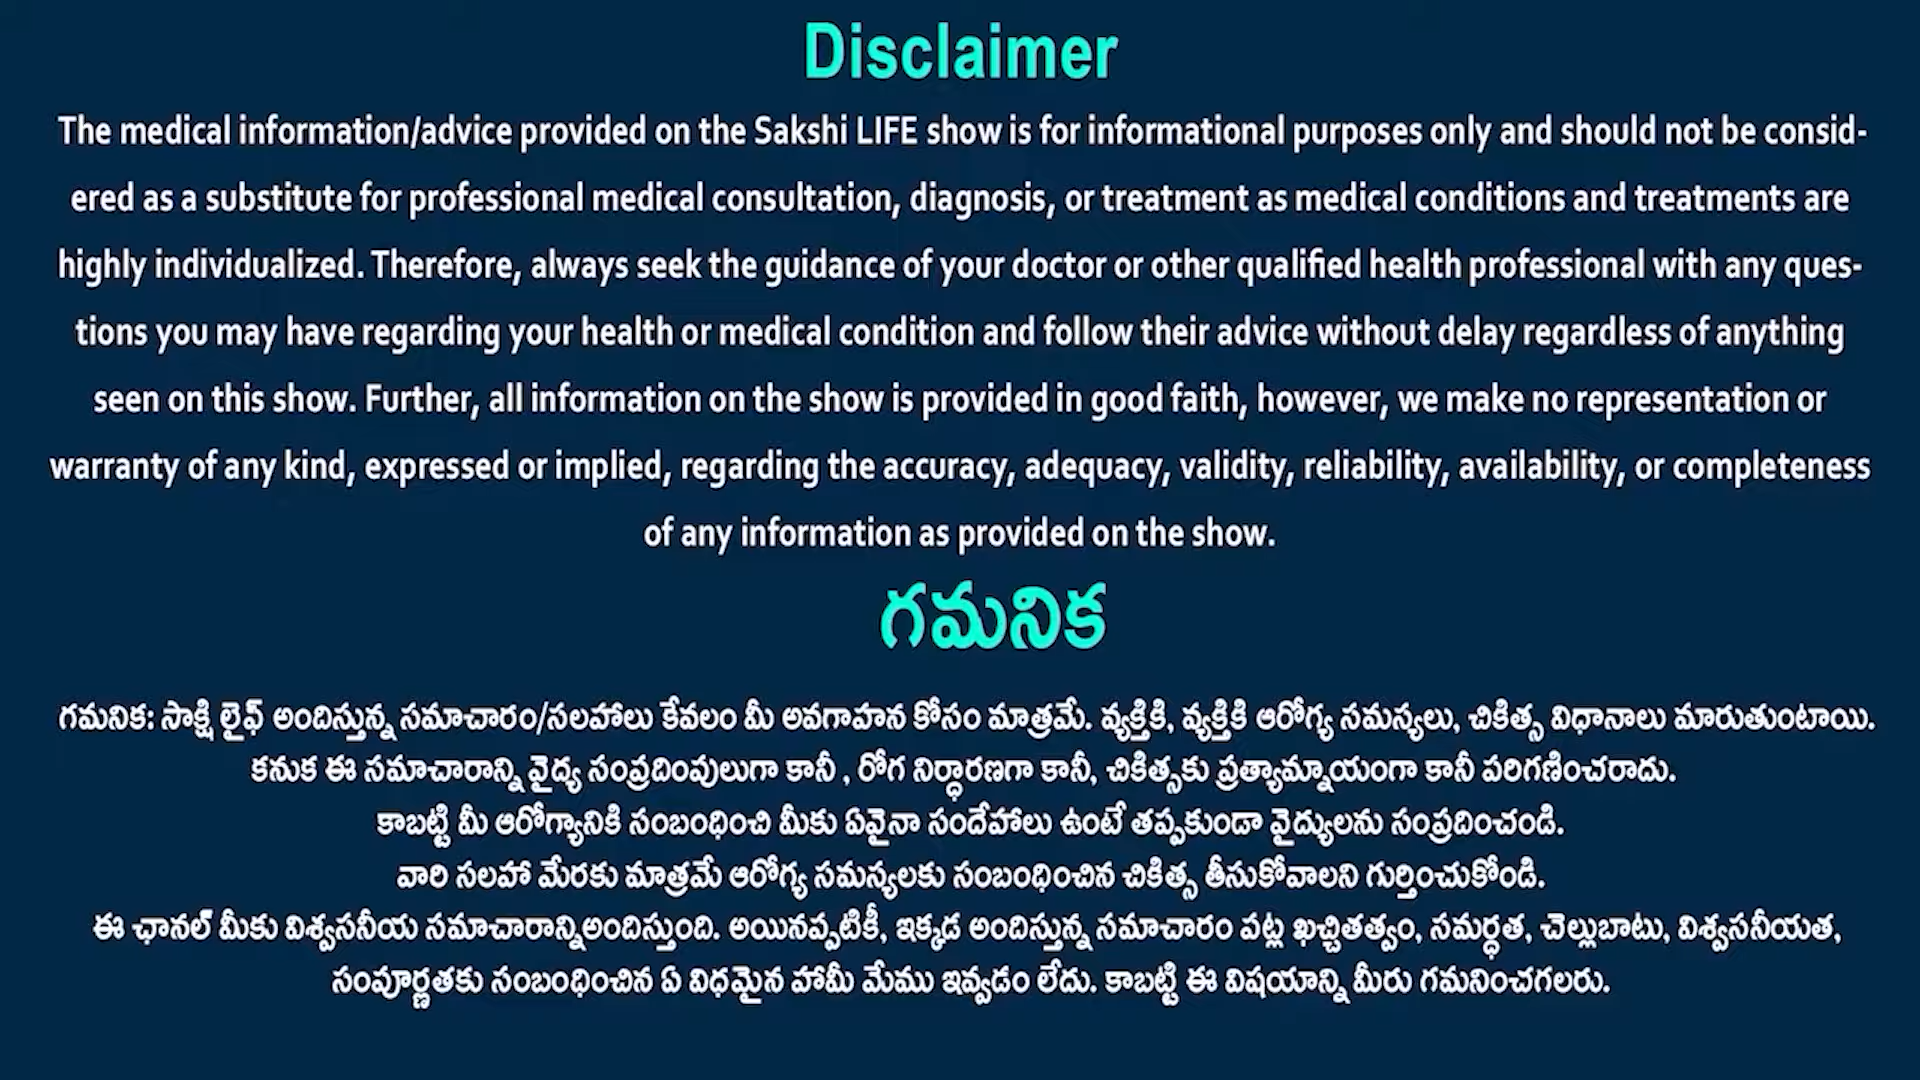 Disclaimer
The medical information/advice provided on the Sakshi LIFE show is for informational purposes only and should not be consid-
ered as a substitute for professional medical consultation, diagnosis, or treatment as medical conditions and treatments are
highly individualized. Therefore, always seek the guidance of your doctor or other qualified health professional with any ques-
tions you may have regarding your health or medical condition and follow their advice without delay regardless of anything
seen on this show. Further, all information on the show is provided in good faith, however, we make no representation or
warranty of any kind, expressed or implied, regarding the accuracy, adequacy, validity, reliability, availability, or completeness
of any information as provided on the show.
గమనిక
గమనిక: సాక్షి లైఫ్ అందిస్తున్న సమాచారం/సలహాలు కేవలం మీ అవగాహన కోసం మాత్రమే. వ్యక్తికి, వ్యక్తికి ఆరోగ్య సమస్యలు, చికిత్స విధానాలు మారుతుంటాయి.
కనుక ఈ సమాచారాన్ని వైద్య సంప్రదింపులుగా కానీ , రోగ నిర్ధారణగా కానీ, చికిత్సకు ప్రత్యామ్నాయంగా కానీ పరిగణించరాదు.
కాబట్టి మీ ఆరోగ్యానికి సంబంధించి మీకు ఏవైనా సందేహాలు ఉంటే తప్పకుండా వైద్యులను సంప్రదించండి.
వారి సలహా మేరకు మాత్రమే ఆరోగ్య సమస్యలకు సంబంధించిన చికిత్స తీసుకోవాలని గుర్తించుకోండి.
ఈ ఛానల్ మీకు విశ్వసనీయ సమాచారాన్నిఅందిస్తుంది. అయినప్పటికీ, ఇక్కడ అందిస్తున్న సమాచారం పట్ల ఖచ్చితత్వం, సమర్ధత, చెల్లుబాటు, విశ్వసనీయత,
సంపూర్ణతకు సంబంధించిన ఏ విధమైన హామీ మేము ఇవ్వడం లేదు. కాబట్టి ఈ విషయాన్ని మీరు గమనించగలరు.